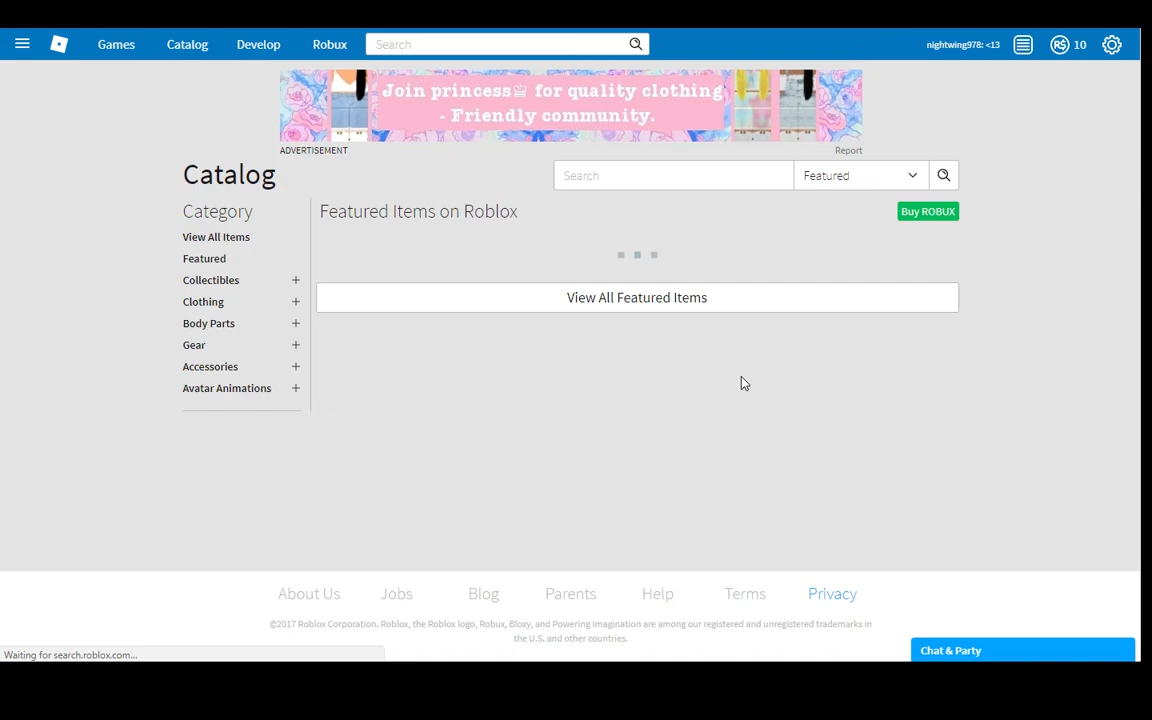 Games Catalog Develop Robux Search nightwing978: <13 R$ 10
Join princess♕ for quality clothing
- Friendly community.
ADVERTISEMENT Report
Catalog Search Featured
Category Featured Items on Roblox Buy ROBUX
View All Items
Featured
Collectibles +
View All Featured Items
Clothing +
Body Parts +
Gear +
Accessories +
Avatar Animations +
About Us Jobs Blog Parents Help Terms Privacy
©2017 Roblox Corporation. Roblox, the Roblox logo, Robux, Bloxy, and Powering Imagination are among our registered and unregistered trademarks in
the U.S. and other countries.
Waiting for search.roblox.com...
Chat & Party